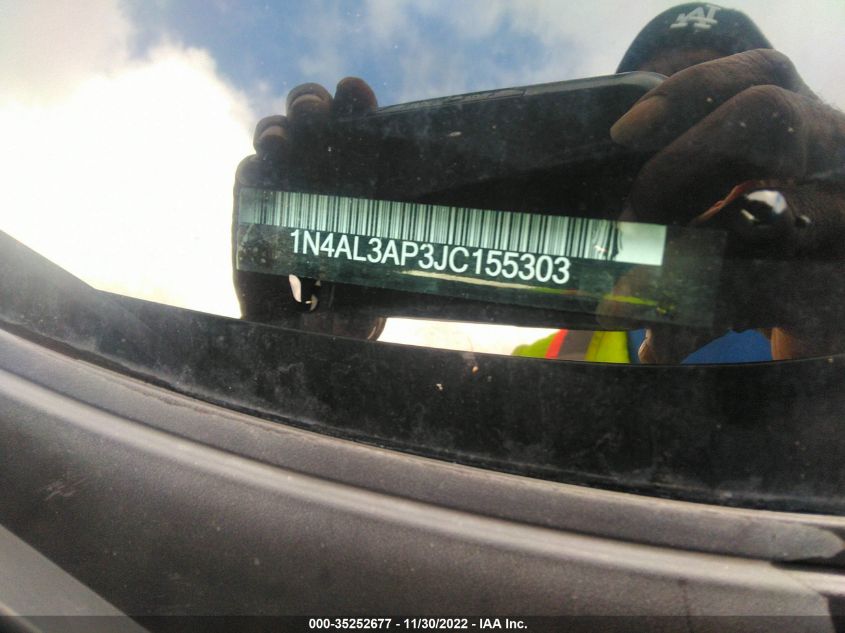 1N4AL3AP3JC155303
000-35252677 - 11/30/2022 - IAA Inc.